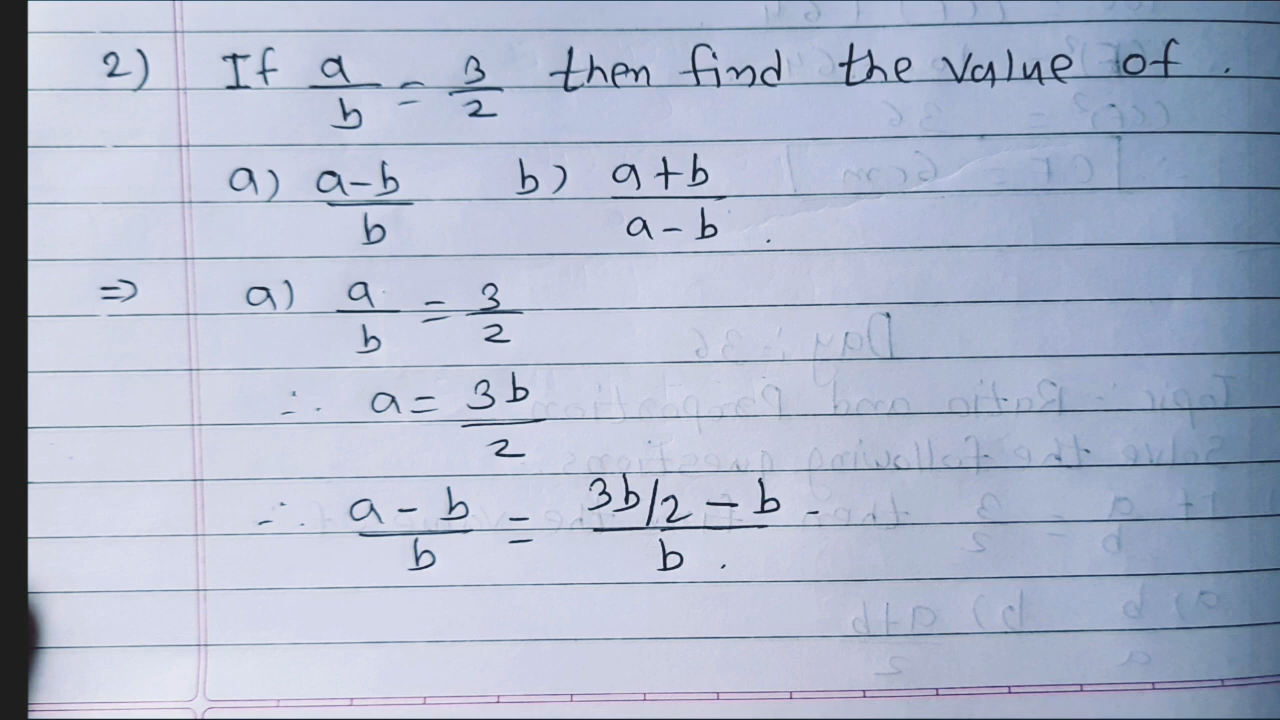 2) If a/b = 3/2 then find the value of .
a) a-b/b b) a+b/a-b .
=> a) a/b = 3/2
∴ a = 3b/2
∴ a-b/b = 3b/2 - b/b .